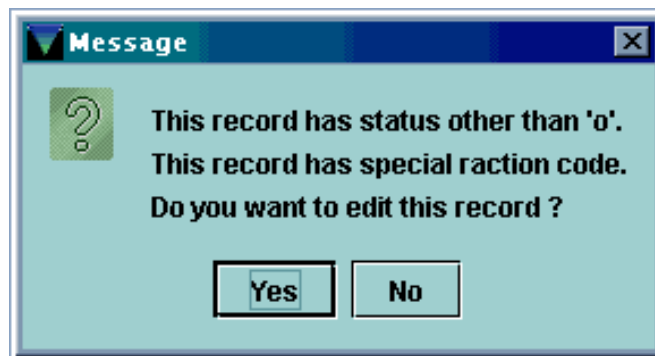 Message
This record has status other than 'o'.
This record has special raction code.
Do you want to edit this record ?
Yes No